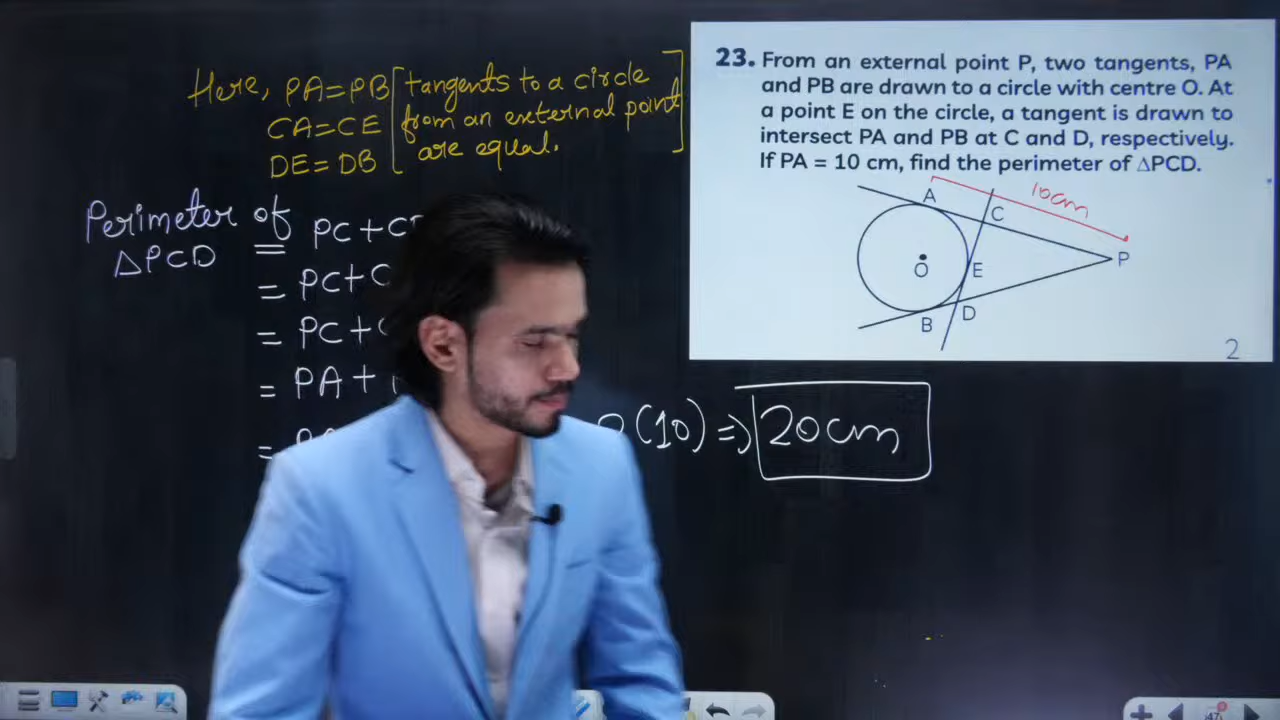 Here, PA=PB [tangents to a circle
CA=CE from an external point
DE=DB are equal. ]
Perimeter of
△PCD
= PC+C
= PC+C
= PC+
= PA+
=
(10) => 20cm
23. From an external point P, two tangents, PA
and PB are drawn to a circle with centre O. At
a point E on the circle, a tangent is drawn to
intersect PA and PB at C and D, respectively.
If PA = 10 cm, find the perimeter of △PCD.
10cm
A
C
P
O
E
B
D
2